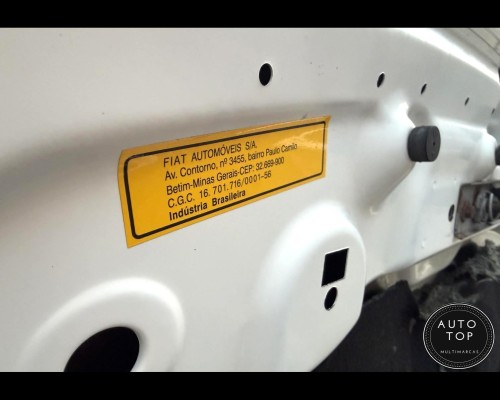 FIAT AUTOMÓVEIS S/A.
Av. Contorno, nº 3455, bairro Paulo Camilo
Betim-Minas Gerais-CEP: 32.669-900
C.G.C. 16.701.716/0001-56
Indústria Brasileira
AUTO
TOP
MULTIMARCAS